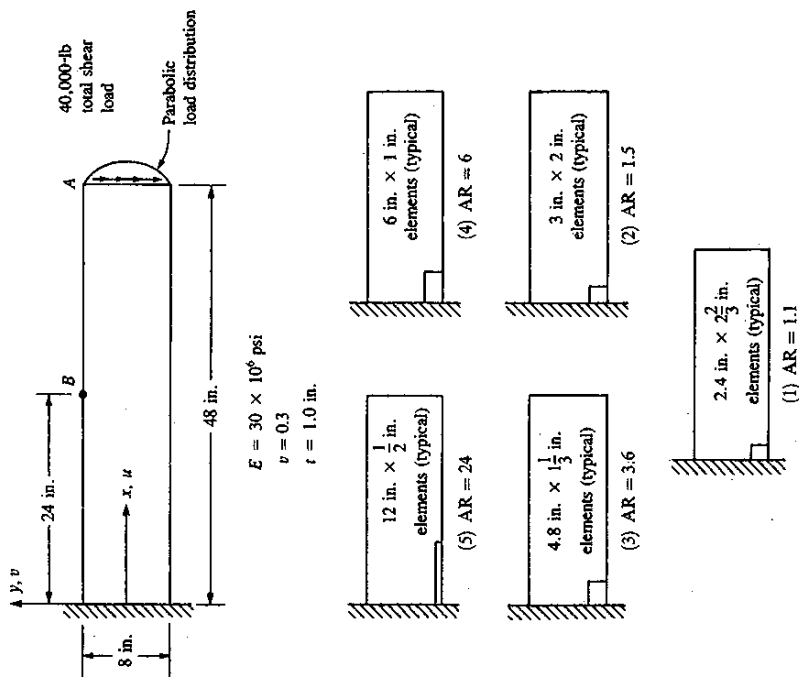 y, v
8 in.
24 in.
x, u
B
48 in.
A
40,000-lb
total shear
load
Parabolic
load distribution
E = 30 × 10⁶ psi
v = 0.3
t = 1.0 in.
12 in. × 1/2 in.
elements (typical)
(5) AR = 24
6 in. × 1 in.
elements (typical)
(4) AR = 6
4.8 in. × 1 1/3 in.
elements (typical)
(3) AR = 3.6
3 in. × 2 in.
elements (typical)
(2) AR = 1.5
2.4 in. × 2 2/3 in.
elements (typical)
(1) AR = 1.1